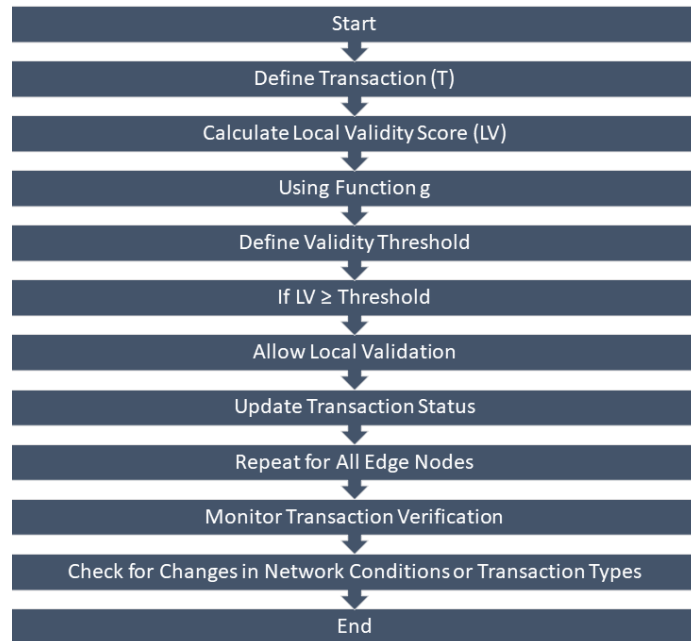 Start
Define Transaction (T)
Calculate Local Validity Score (LV)
Using Function g
Define Validity Threshold
If LV ≥ Threshold
Allow Local Validation
Update Transaction Status
Repeat for All Edge Nodes
Monitor Transaction Verification
Check for Changes in Network Conditions or Transaction Types
End